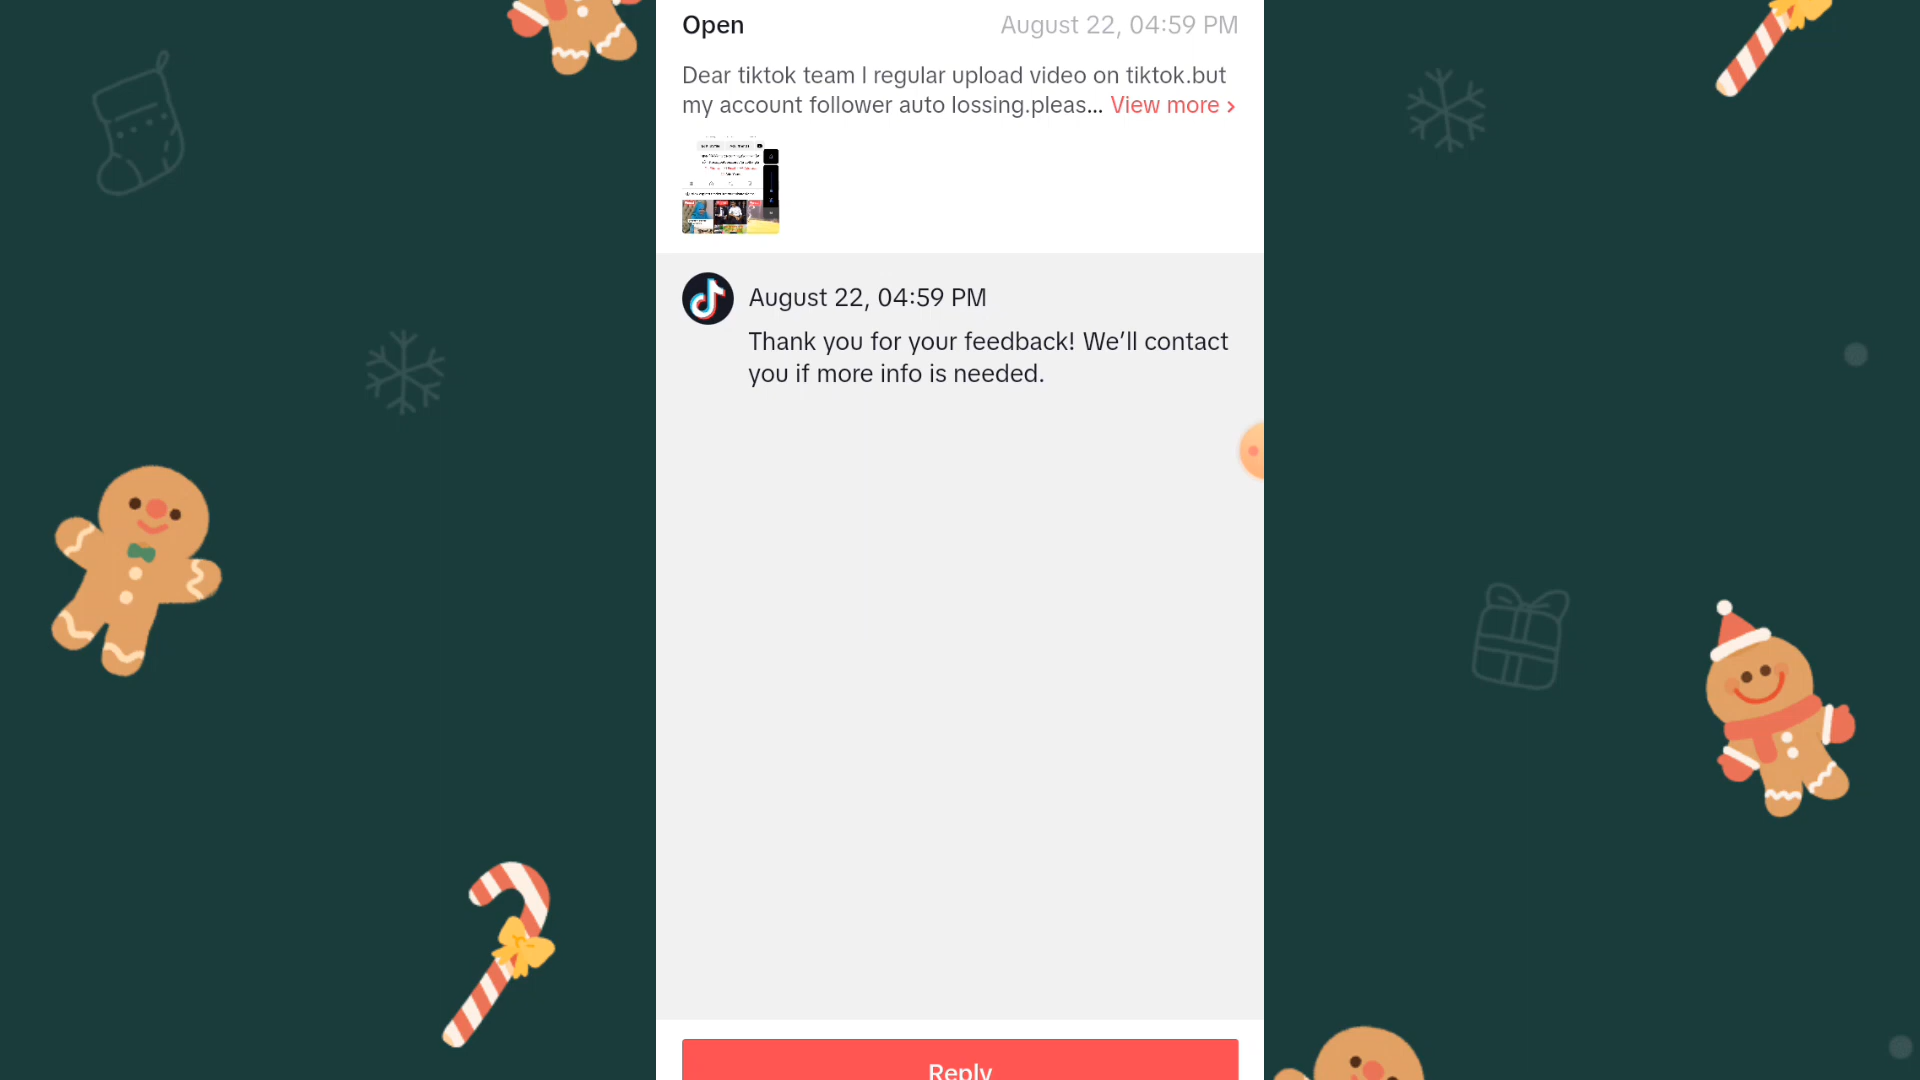 Open
August 22, 04:59 PM
Dear tiktok team I regular upload video on tiktok.but
my account follower auto lossing.pleas... View more ›
August 22, 04:59 PM
Thank you for your feedback! We’ll contact
you if more info is needed.
Reply